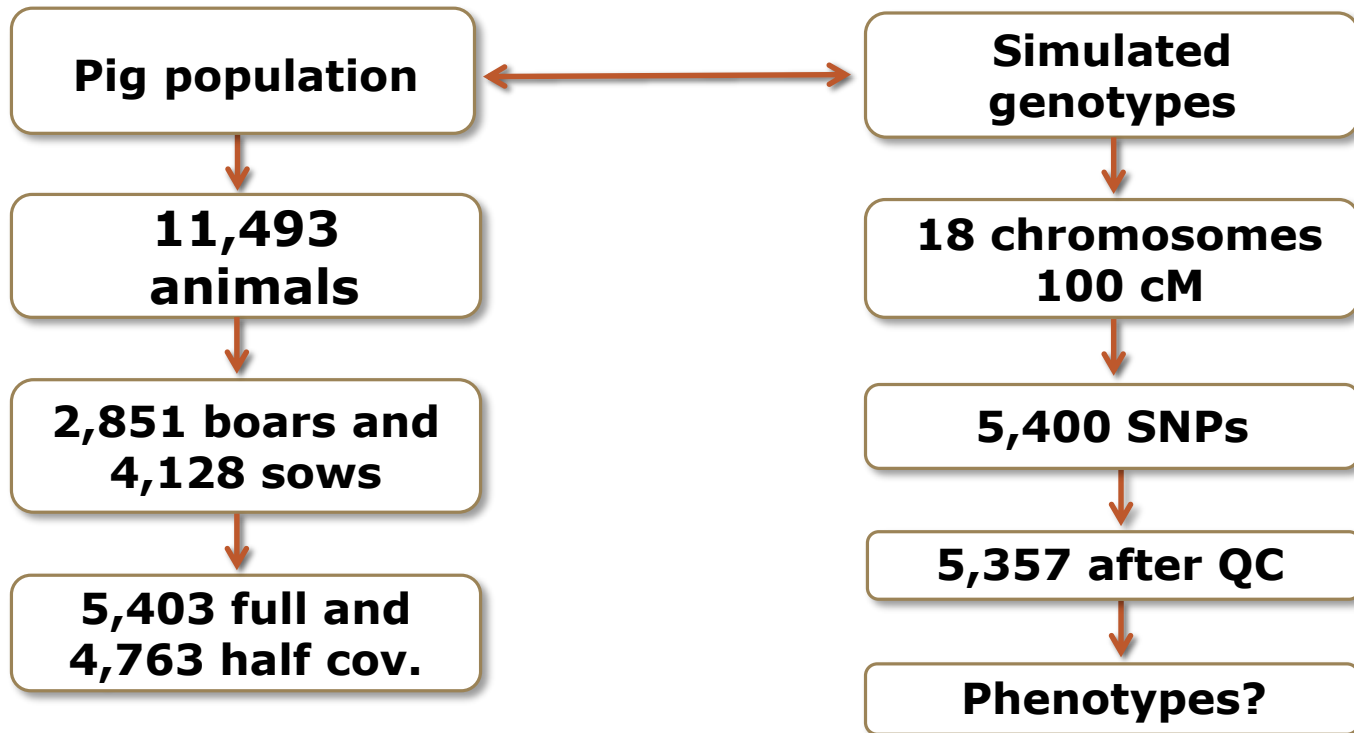 Pig population
11,493
animals
2,851 boars and
4,128 sows
5,403 full and
4,763 half cov.
Simulated
genotypes
18 chromosomes
100 cM
5,400 SNPs
5,357 after QC
Phenotypes?